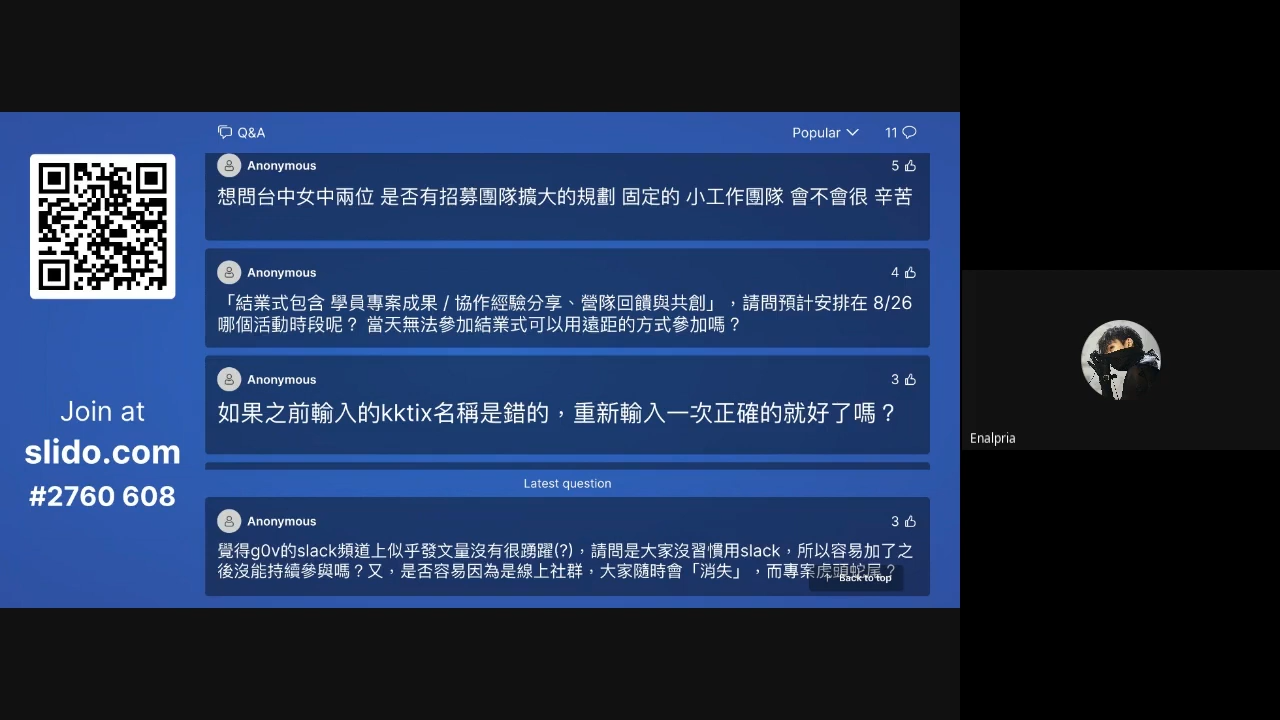 Q&A
Popular
11
Anonymous
5
想問台中女中兩位 是否有招募團隊擴大的規劃 固定的 小工作團隊 會不會很 辛苦
Anonymous
4
「結業式包含 學員專案成果 / 協作經驗分享、營隊回饋與共創」，請問預計安排在 8/26
哪個活動時段呢？ 當天無法參加結業式可以用遠距的方式參加嗎？
Anonymous
3
如果之前輸入的kktix名稱是錯的，重新輸入一次正確的就好了嗎？
Latest question
Anonymous
3
覺得g0v的slack頻道上似乎發文量沒有很踴躍(?)，請問是大家沒習慣用slack，所以容易加了之
後沒能持續參與嗎？又，是否容易因為是線上社群，大家隨時會「消失」，而專案虎頭蛇尾？
Back to top
Join at
slido.com
#2760 608
Enalpria